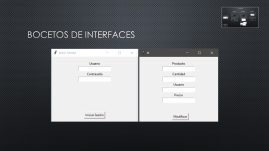 BOCETOS DE INTERFACES
Usuario
Contraseña
Iniciar Sesión
Producto
Cantidad
Usuario
Precio
Modificar